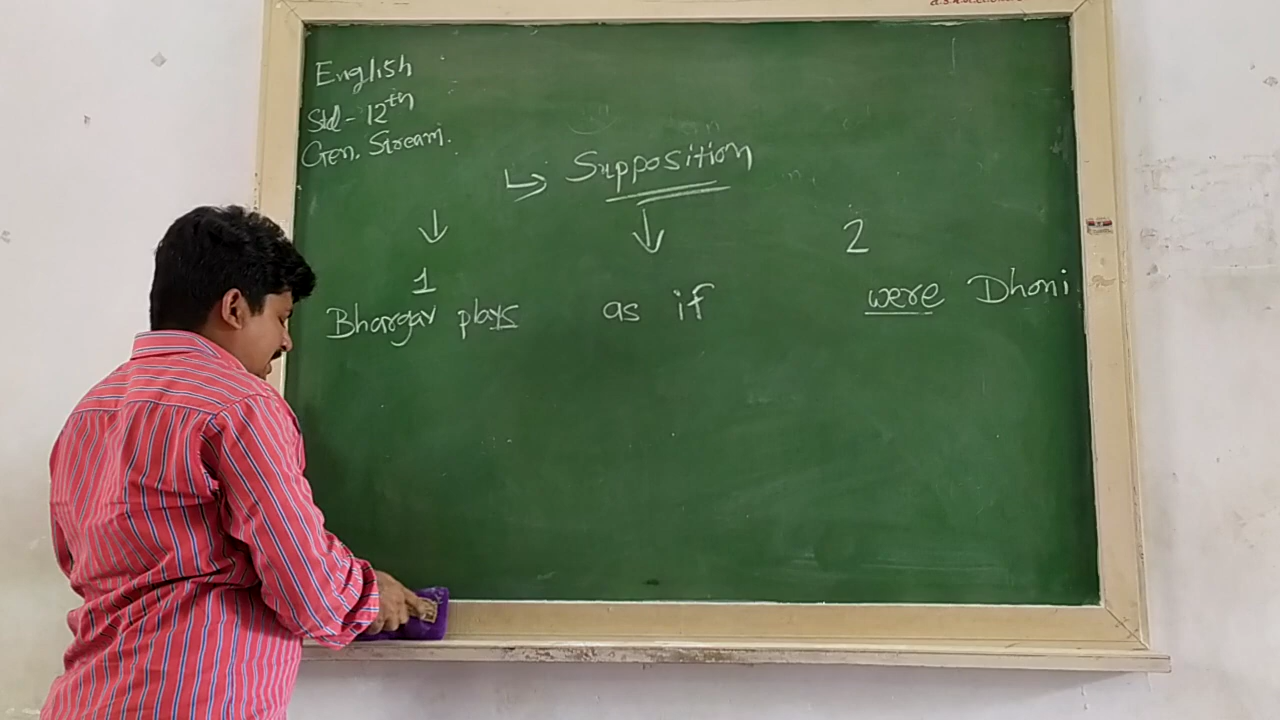 English
Std - 12th
Gen. Stream.
↳ Supposition
↓ ↓ 2
1
Bhargav plays as if were Dhoni